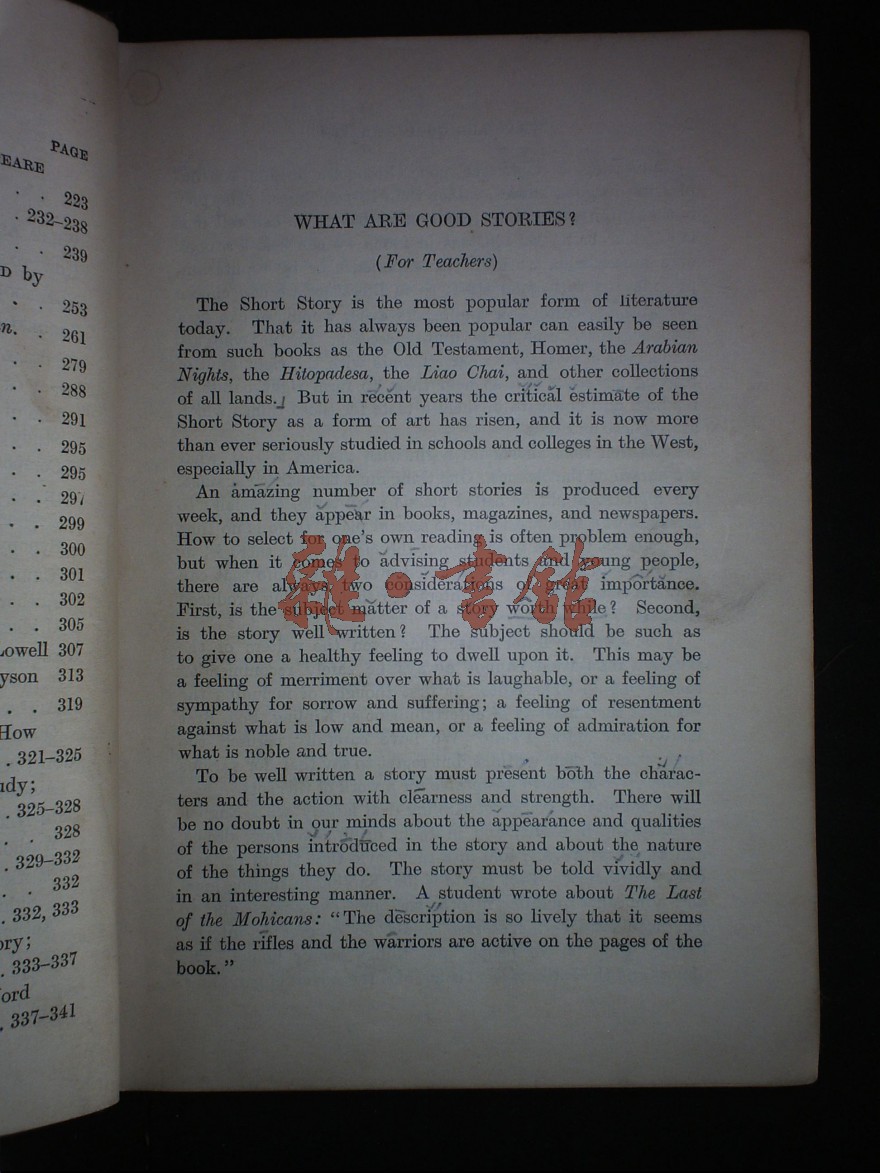 PAGE
EARE
. . 223
. 232–238
. . 239
D by
. . 253
n. . 261
. 279
. 288
. 291
. . 295
. 295
. . 297
. . 299
. . 300
. . 301
. . 302
. . 305
Lowell 307
yson 313
. . 319
How
. 321–325
udy;
. 325–328
. . 328
. 329–332
. . 332
. 332, 333
ory;
. 333–337
ord
. 337–341
WHAT ARE GOOD STORIES?
(For Teachers)
The Short Story is the most popular form of literature
today. That it has always been popular can easily be seen
from such books as the Old Testament, Homer, the Arabian
Nights, the Hitopadesa, the Liao Chai, and other collections
of all lands. But in recent years the critical estimate of the
Short Story as a form of art has risen, and it is now more
than ever seriously studied in schools and colleges in the West,
especially in America.
An amazing number of short stories is produced every
week, and they appear in books, magazines, and newspapers.
How to select for one's own reading is often problem enough,
but when it comes to advising students and young people,
there are always two considerations of great importance.
First, is the subject matter of a story worth while? Second,
is the story well written? The subject should be such as
to give one a healthy feeling to dwell upon it. This may be
a feeling of merriment over what is laughable, or a feeling of
sympathy for sorrow and suffering; a feeling of resentment
against what is low and mean, or a feeling of admiration for
what is noble and true.
To be well written a story must present both the charac-
ters and the action with clearness and strength. There will
be no doubt in our minds about the appearance and qualities
of the persons introduced in the story and about the nature
of the things they do. The story must be told vividly and
in an interesting manner. A student wrote about The Last
of the Mohicans: "The description is so lively that it seems
as if the rifles and the warriors are active on the pages of the
book."
雜·書館